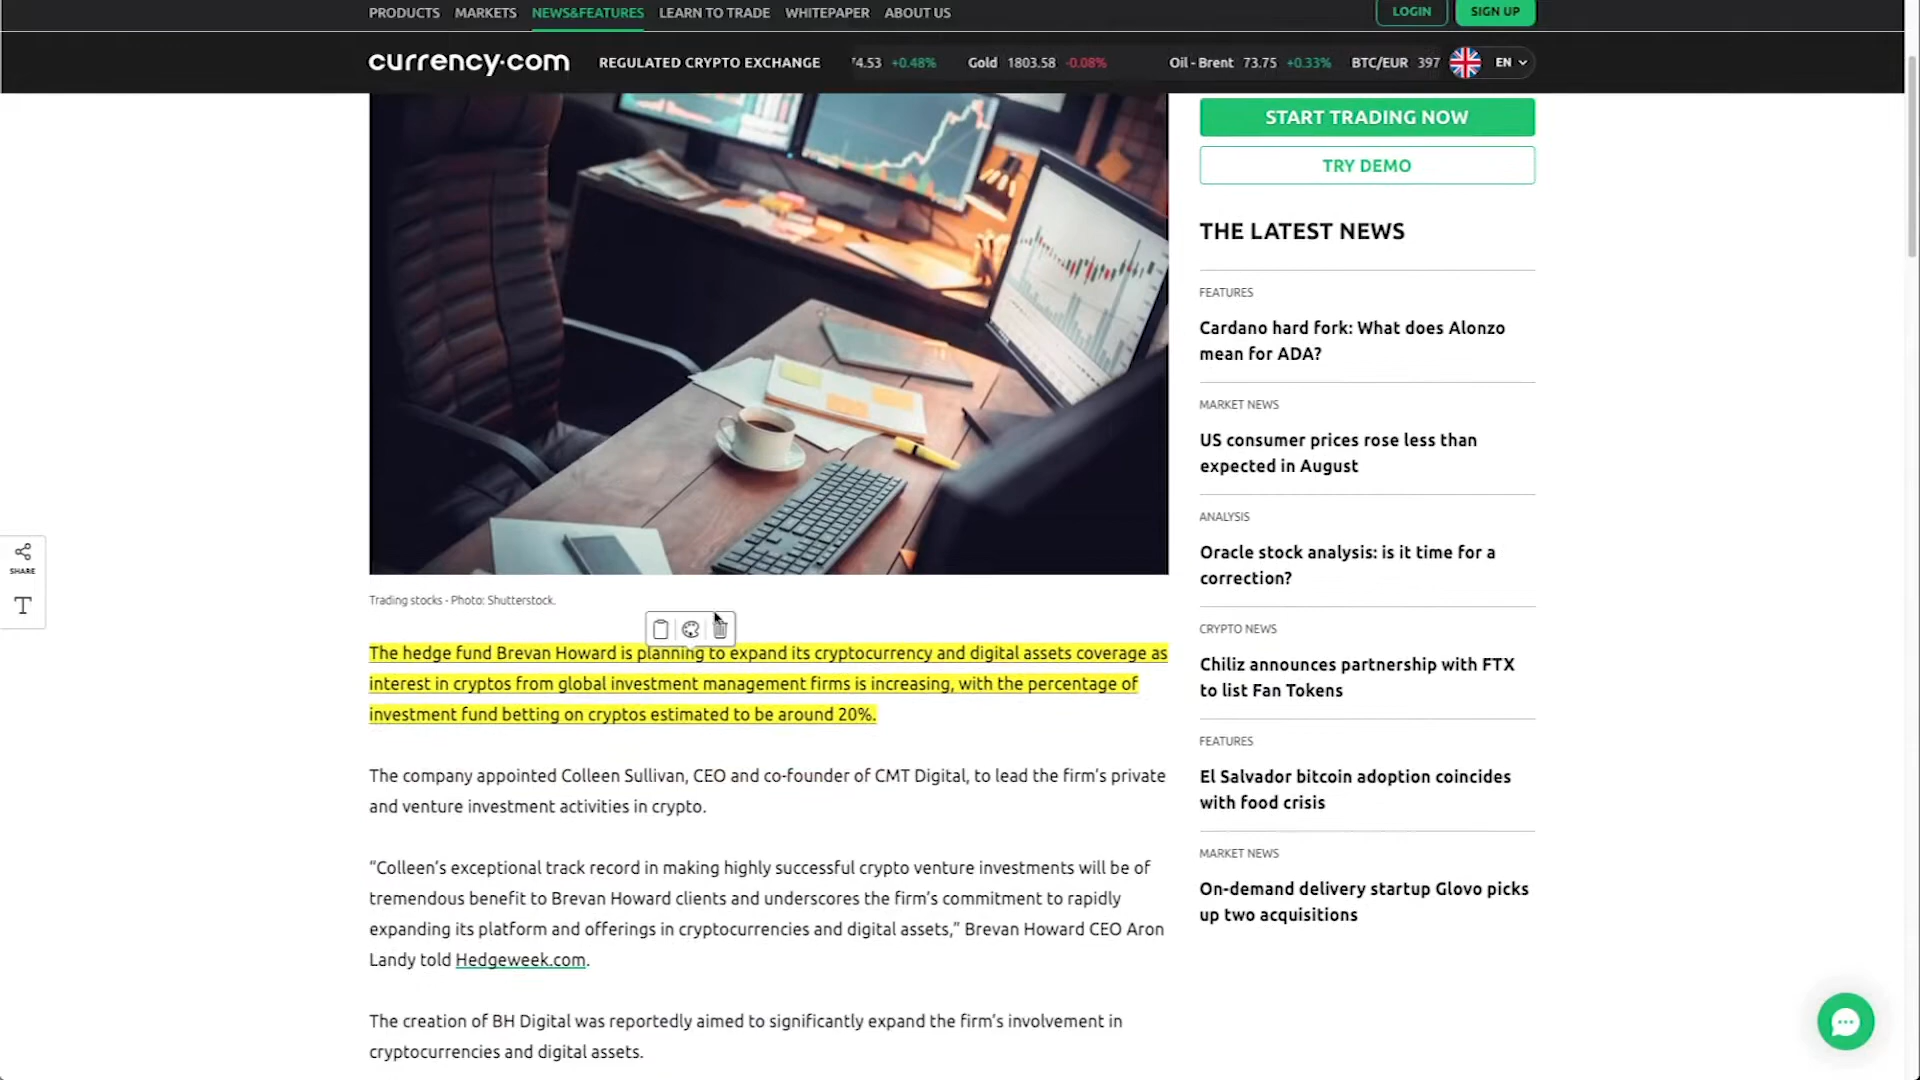 PRODUCTS MARKETS NEWS&FEATURES LEARN TO TRADE WHITEPAPER ABOUT US LOGIN SIGN UP
currency.com REGULATED CRYPTO EXCHANGE 74.53 +0.48% Gold 1803.58 -0.08% Oil - Brent 73.75 +0.33% BTC/EUR 397 EN
START TRADING NOW
TRY DEMO
THE LATEST NEWS
FEATURES
Cardano hard fork: What does Alonzo
mean for ADA?
MARKET NEWS
US consumer prices rose less than
expected in August
ANALYSIS
Oracle stock analysis: is it time for a
correction?
CRYPTO NEWS
Chiliz announces partnership with FTX
to list Fan Tokens
FEATURES
El Salvador bitcoin adoption coincides
with food crisis
MARKET NEWS
On-demand delivery startup Glovo picks
up two acquisitions
SHARE
T
Trading stocks - Photo: Shutterstock.
The hedge fund Brevan Howard is planning to expand its cryptocurrency and digital assets coverage as
interest in cryptos from global investment management firms is increasing, with the percentage of
investment fund betting on cryptos estimated to be around 20%.
The company appointed Colleen Sullivan, CEO and co-founder of CMT Digital, to lead the firm’s private
and venture investment activities in crypto.
“Colleen’s exceptional track record in making highly successful crypto venture investments will be of
tremendous benefit to Brevan Howard clients and underscores the firm’s commitment to rapidly
expanding its platform and offerings in cryptocurrencies and digital assets,” Brevan Howard CEO Aron
Landy told Hedgeweek.com.
The creation of BH Digital was reportedly aimed to significantly expand the firm’s involvement in
cryptocurrencies and digital assets.